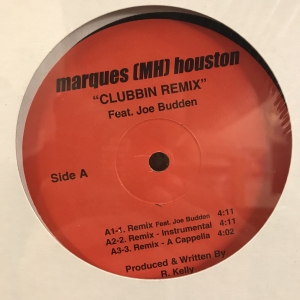 marques (MH) houston
"CLUBBIN REMIX"
Feat. Joe Budden
Side A
A1-1. Remix Feat. Joe Budden 4:11
A2-2. Remix - Instrumental 4:11
A3-3. Remix - A Cappella 4:02
Produced & Written By
R. Kelly